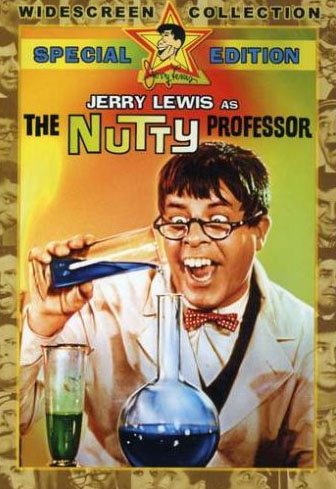 WIDESCREEN COLLECTION
SPECIAL EDITION
Jerry Lewis
JERRY LEWIS AS
THE NUTTY PROFESSOR